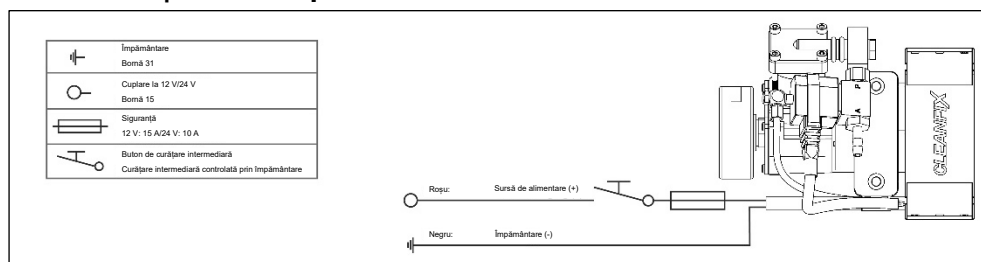 Împământare
Bornă 31
Cuplare la 12 V/24 V
Bornă 15
Siguranță
12 V: 15 A/24 V: 10 A
Buton de curățare intermediară
Curățare intermediară controlată prin împământare
Roșu: Sursă de alimentare (+)
Negru: Împământare (-)
P
A
CLEANFIX